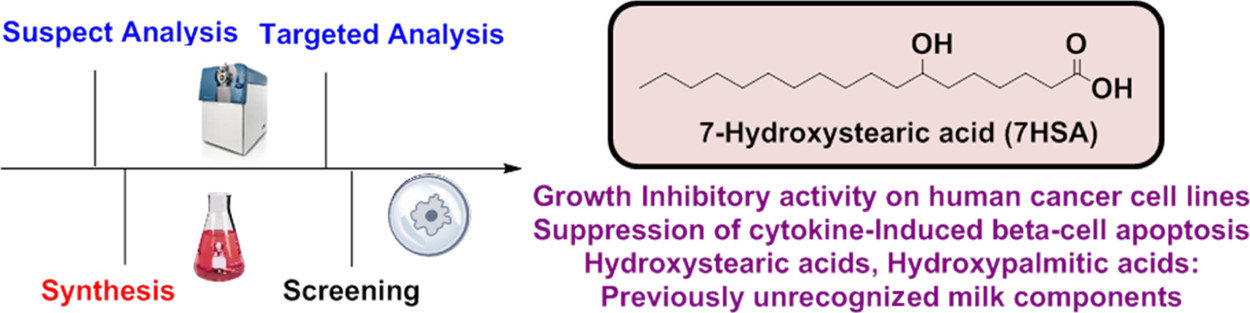 Suspect Analysis
Targeted Analysis
Synthesis
Screening
OH
O
OH
7-Hydroxystearic acid (7HSA)
Growth Inhibitory activity on human cancer cell lines
Suppression of cytokine-Induced beta-cell apoptosis
Hydroxystearic acids, Hydroxypalmitic acids:
Previously unrecognized milk components